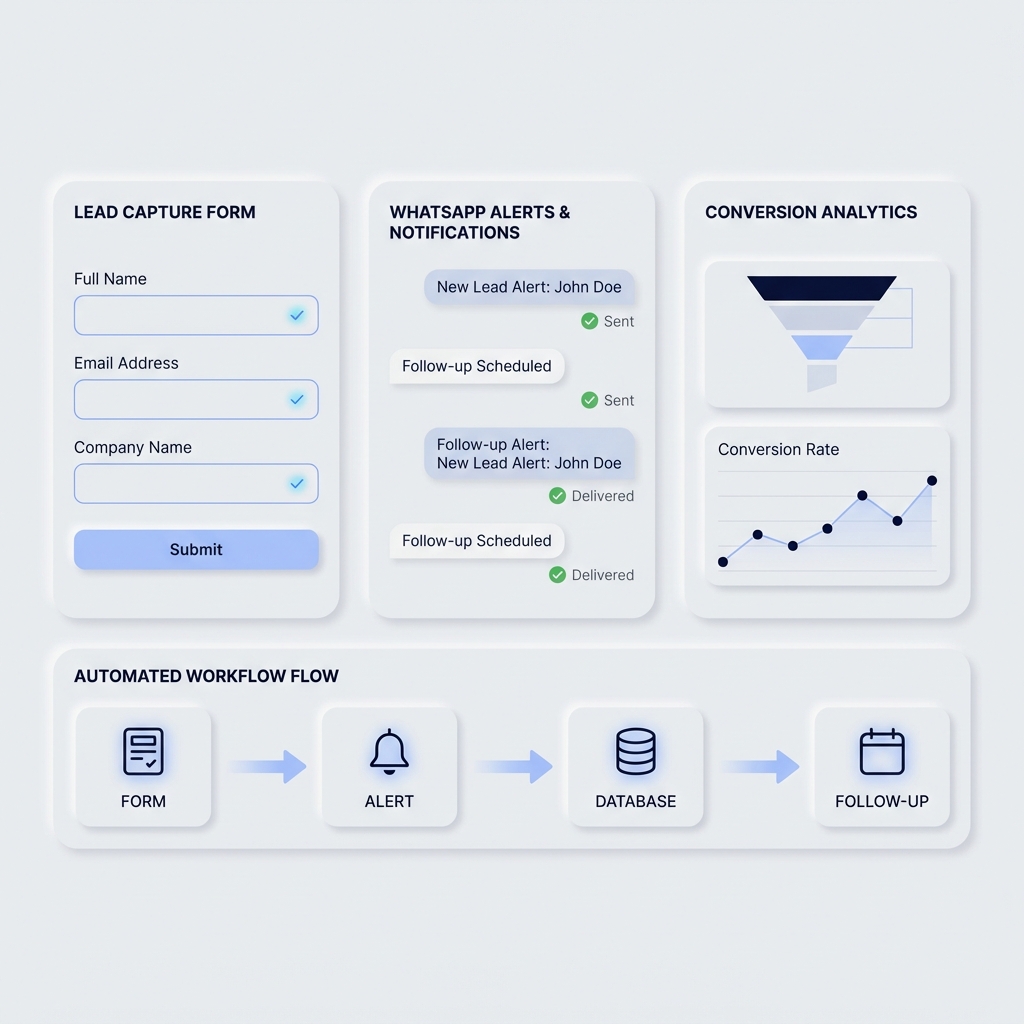 LEAD CAPTURE FORM
Full Name
Email Address
Company Name
Submit
WHATSAPP ALERTS &
NOTIFICATIONS
New Lead Alert: John Doe
Sent
Follow-up Scheduled
Sent
Follow-up Alert:
New Lead Alert: John Doe
Delivered
Follow-up Scheduled
Delivered
CONVERSION ANALYTICS
Conversion Rate
AUTOMATED WORKFLOW FLOW
FORM
ALERT
DATABASE
FOLLOW-UP